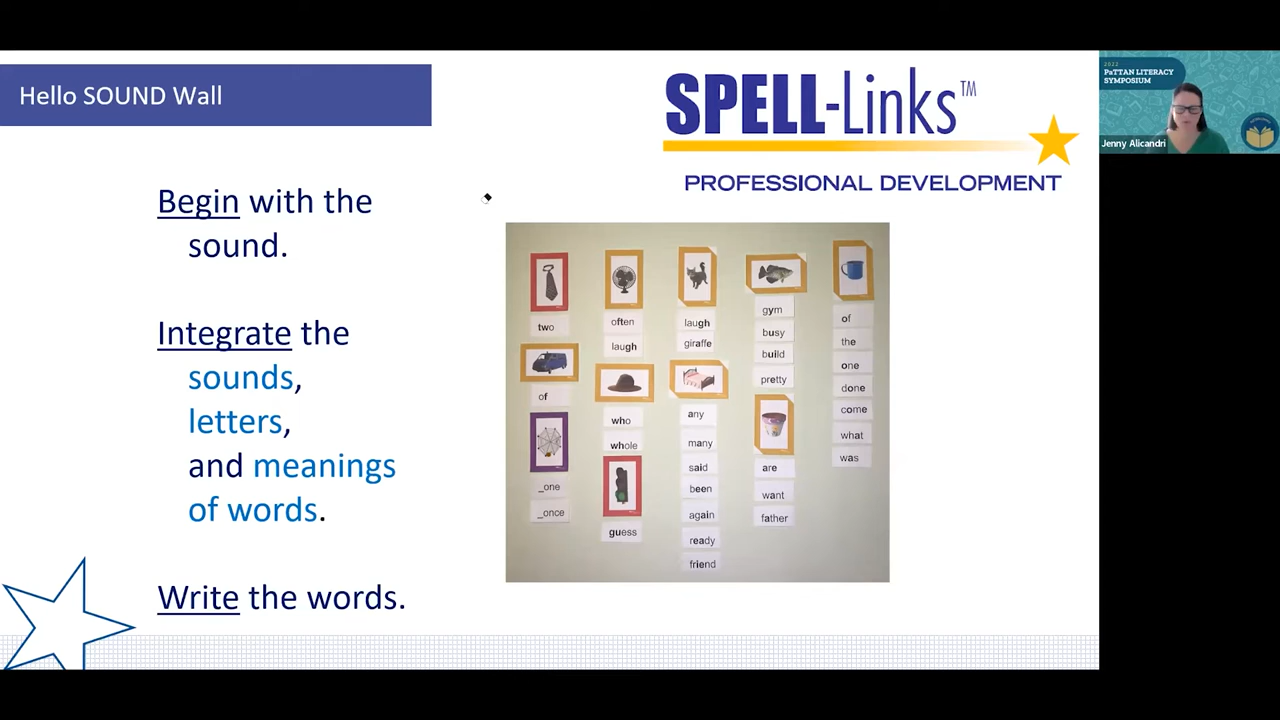 Hello SOUND Wall
SPELL-Links™
PROFESSIONAL DEVELOPMENT
2022
PaTTAN LITERACY
SYMPOSIUM
Jenny Alicandri
Begin with the
sound.
Integrate the
sounds,
letters,
and meanings
of words.
Write the words.
two
of
_one
_once
often
laugh
who
whole
guess
laugh
giraffe
any
many
said
been
again
ready
friend
gym
busy
build
pretty
are
want
father
of
the
one
done
come
what
was